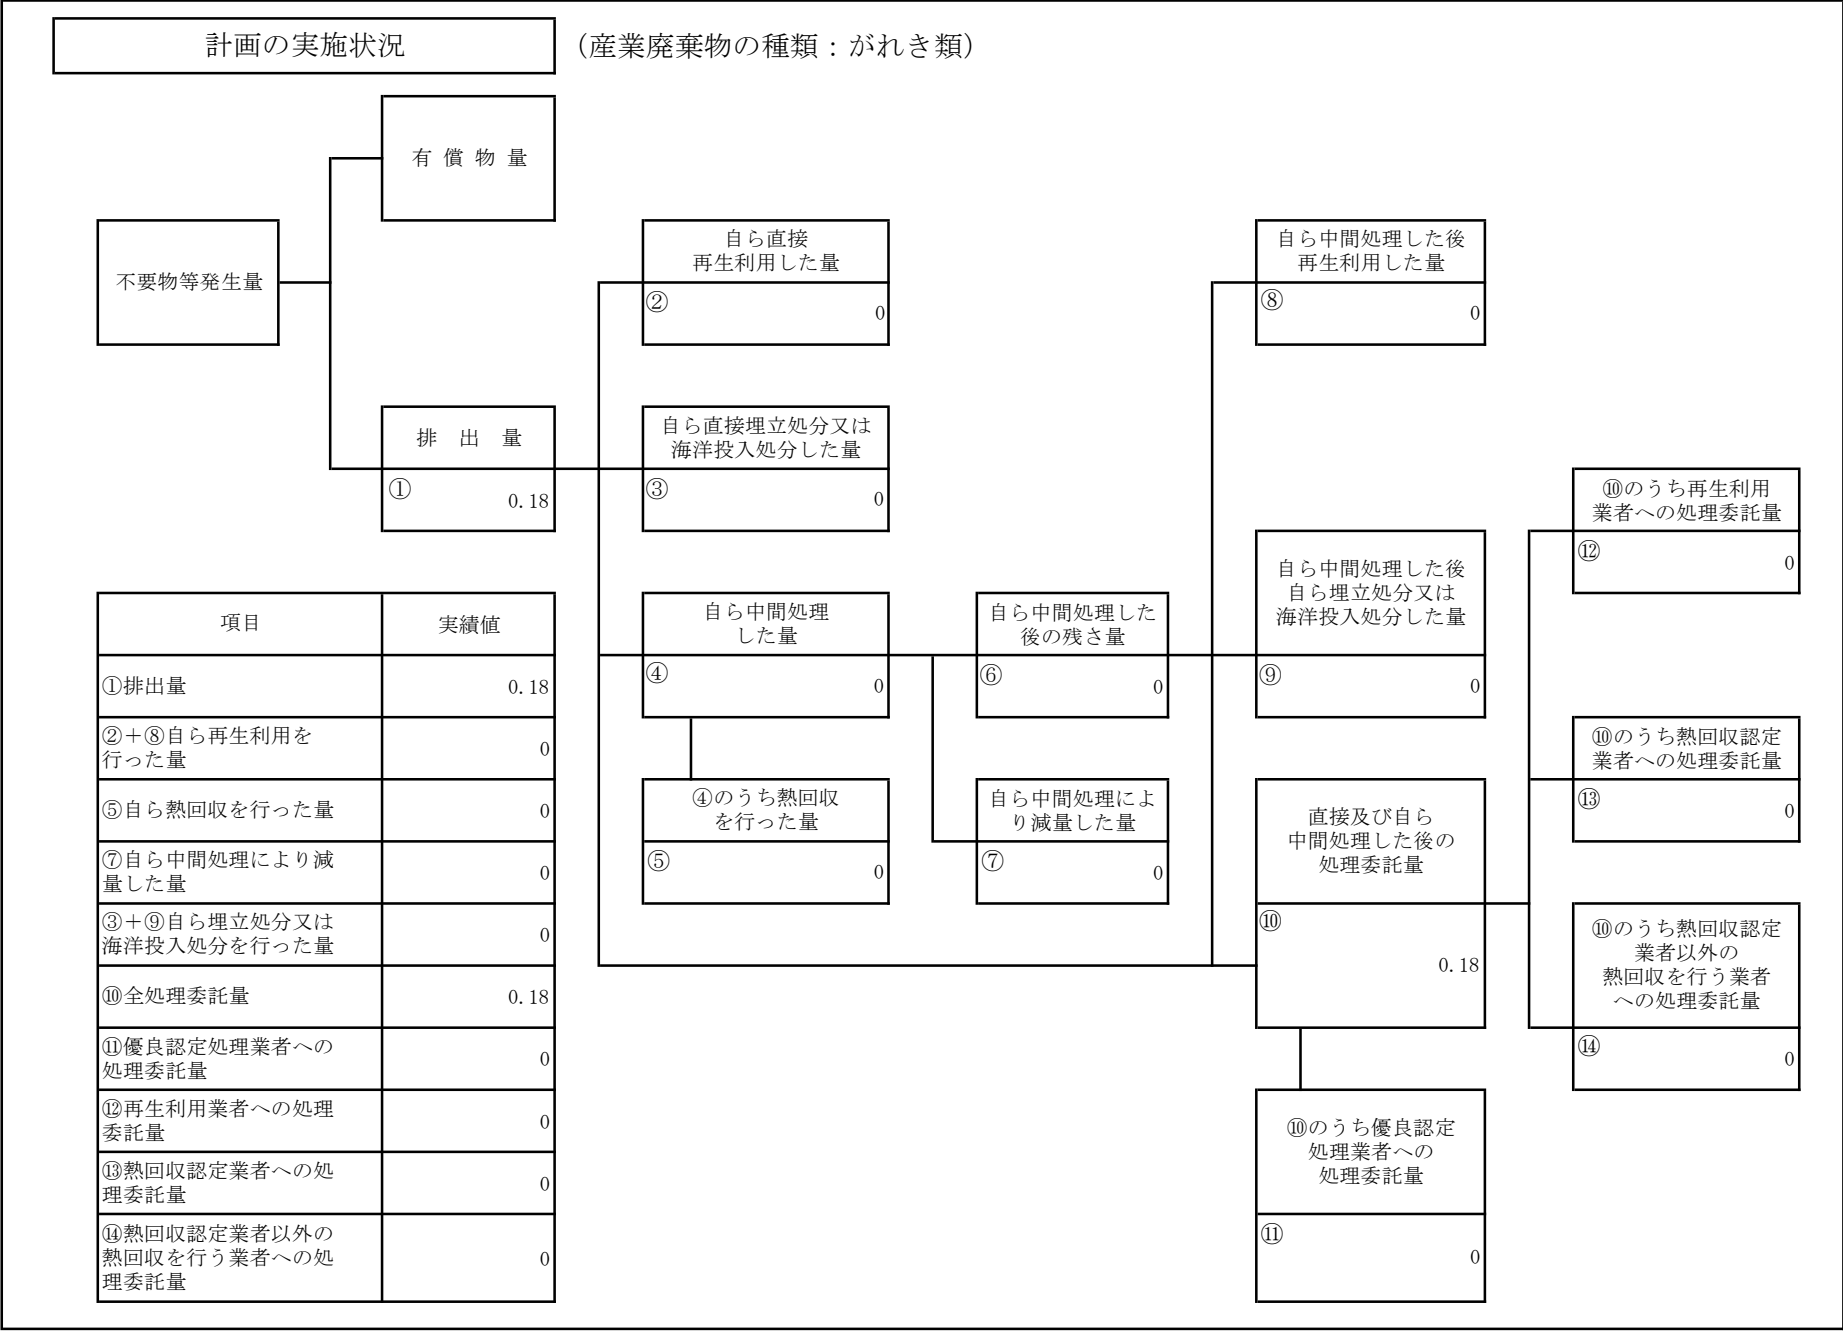 計画の実施状況
（産業廃棄物の種類：がれき類）
有 償 物 量
不要物等発生量
排 出 量
① 0.18
自ら直接
再生利用した量
② 0
自ら直接埋立処分又は
海洋投入処分した量
③ 0
自ら中間処理
した量
④ 0
④のうち熱回収
を行った量
⑤ 0
自ら中間処理した
後の残さ量
⑥ 0
自ら中間処理によ
り減量した量
⑦ 0
自ら中間処理した後
再生利用した量
⑧ 0
自ら中間処理した後
自ら埋立処分又は
海洋投入処分した量
⑨ 0
直接及び自ら
中間処理した後の
処理委託量
⑩
0.18
⑩のうち優良認定
処理業者への
処理委託量
⑪
0
⑩のうち再生利用
業者への処理委託量
⑫ 0
⑩のうち熱回収認定
業者への処理委託量
⑬ 0
⑩のうち熱回収認定
業者以外の
熱回収を行う業者
への処理委託量
⑭ 0
項目 実績値
①排出量 0.18
②＋⑧自ら再生利用を
行った量 0
⑤自ら熱回収を行った量 0
⑦自ら中間処理により減
量した量 0
③＋⑨自ら埋立処分又は
海洋投入処分を行った量 0
⑩全処理委託量 0.18
⑪優良認定処理業者への
処理委託量 0
⑫再生利用業者への処理
委託量 0
⑬熱回収認定業者への処
理委託量 0
⑭熱回収認定業者以外の
熱回収を行う業者への処
理委託量 0